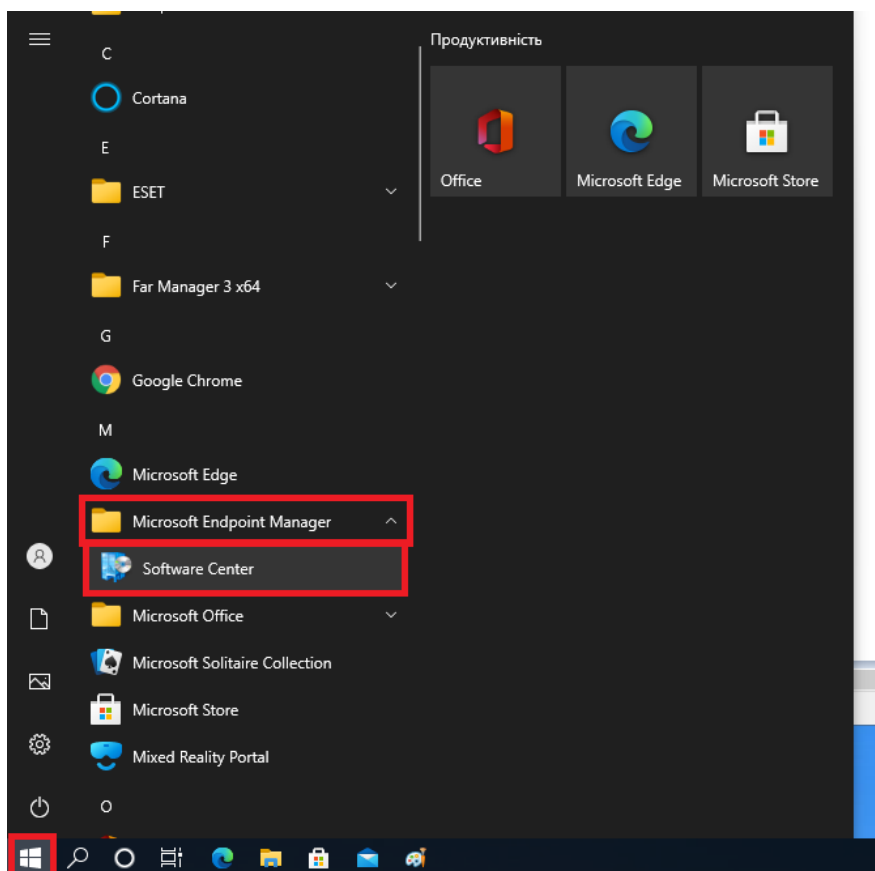 C
Cortana
E
ESET
F
Far Manager 3 x64
G
Google Chrome
M
Microsoft Edge
Microsoft Endpoint Manager
Software Center
Microsoft Office
Microsoft Solitaire Collection
Microsoft Store
Mixed Reality Portal
O
Продуктивність
Office
Microsoft Edge
Microsoft Store